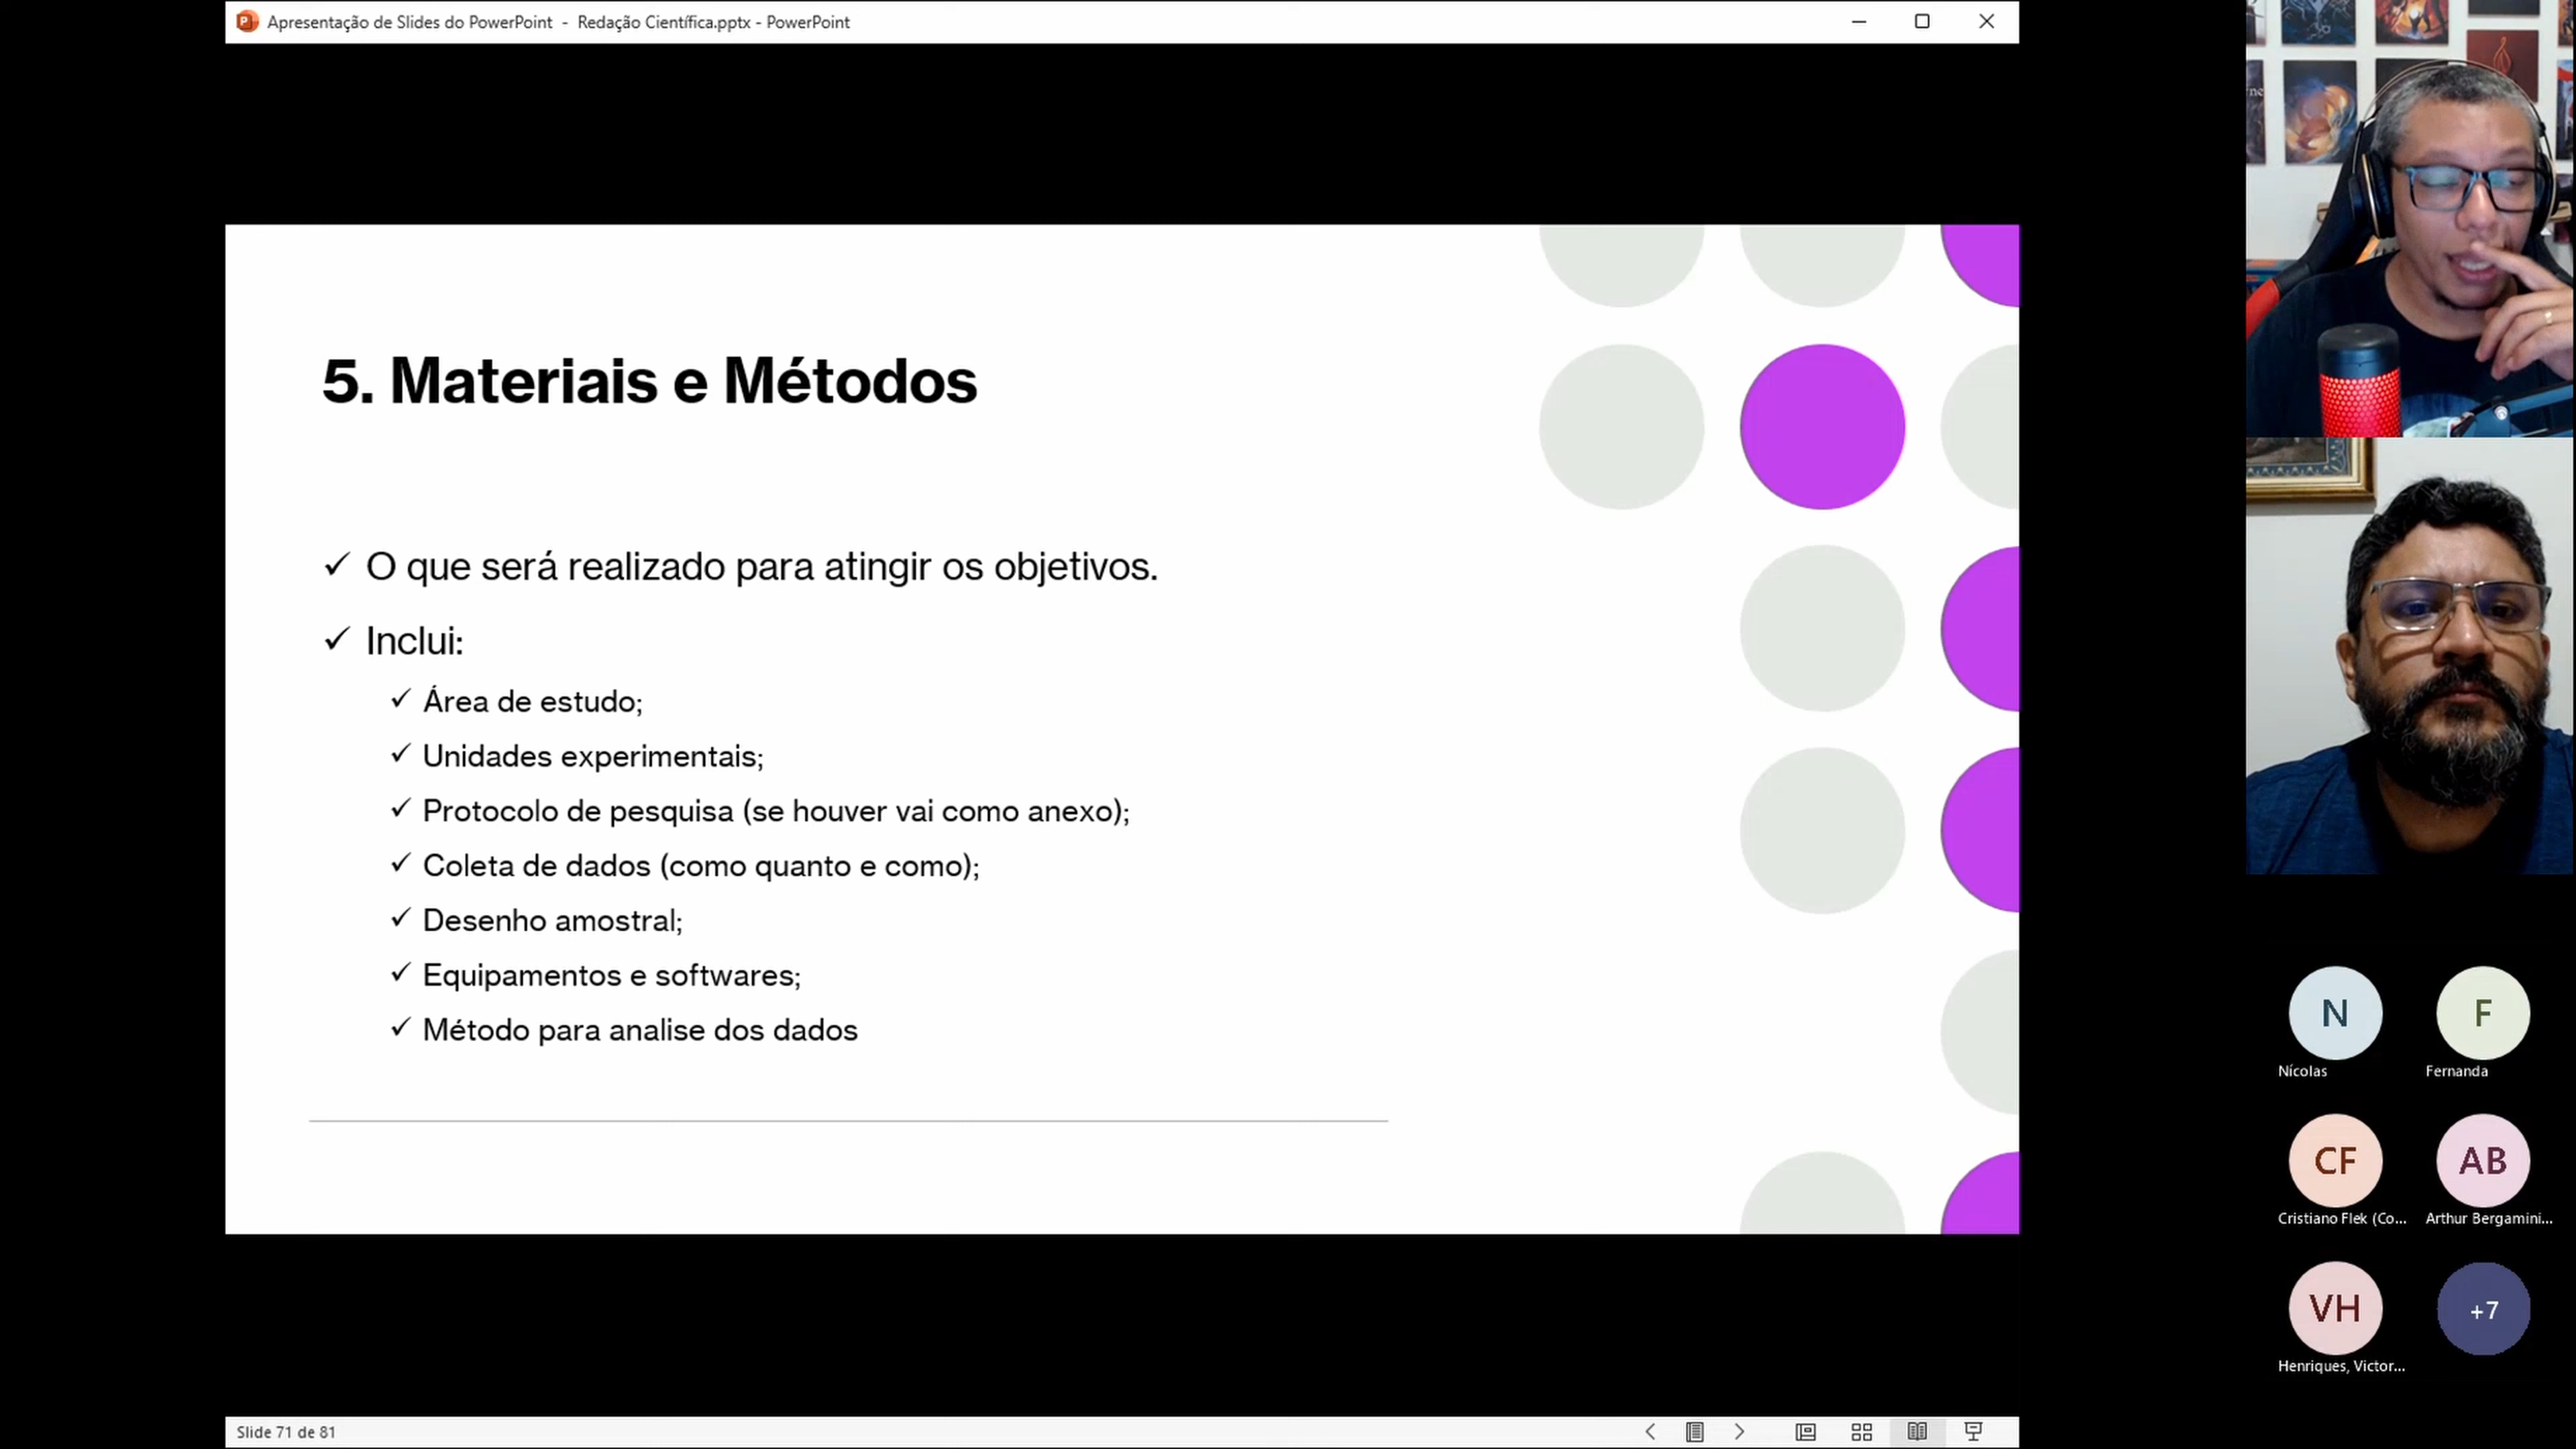 Apresentação de Slides do PowerPoint - Redação Científica.pptx - PowerPoint
5. Materiais e Métodos
✓ O que será realizado para atingir os objetivos.
✓ Inclui:
✓ Área de estudo;
✓ Unidades experimentais;
✓ Protocolo de pesquisa (se houver vai como anexo);
✓ Coleta de dados (como quanto e como);
✓ Desenho amostral;
✓ Equipamentos e softwares;
✓ Método para analise dos dados
Slide 71 de 81
N
Nícolas
F
Fernanda
CF
Cristiano Flek (Co...
AB
Arthur Bergamini...
VH
Henriques, Victor...
+7